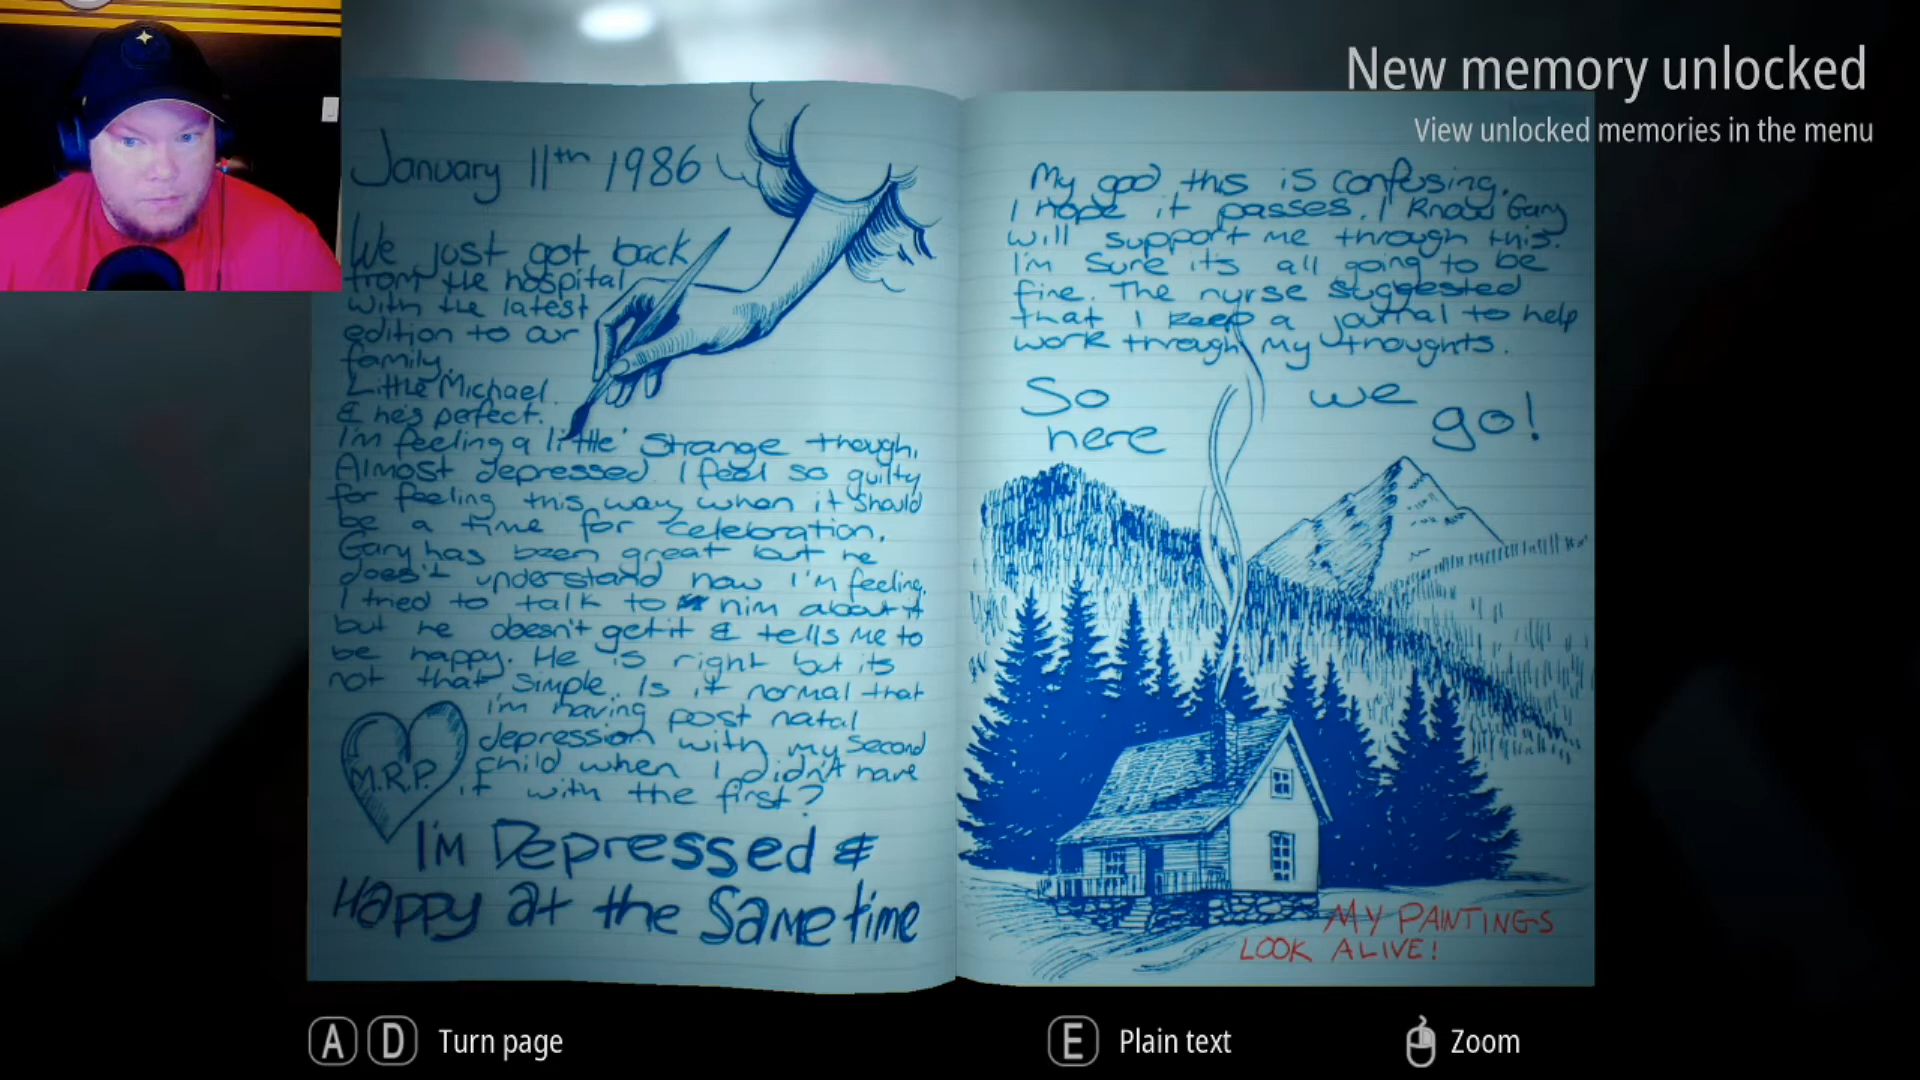 New memory unlocked
View unlocked memories in the menu
January 11th 1986
We just got back
from the hospital
with the latest
edition to our
family.
Little Michael
& he's perfect.
I'm feeling a little strange though,
Almost depressed. I feel so guilty
for feeling this way when it should
be a time for celebration.
Gary has been great but he
does't understand how I'm feeling.
I tried to talk to him about it
but he doesn't get it & tells me to
be happy. He is right but its
not that simple. Is it normal that
i'm having post natal
depression with my second
child when I didn't have
it with the first?
M.R.P.
I'm Depressed &
Happy at the Same time
My god this is confusing.
I hope it passes. I know Gary
will support me through this.
I'm sure it's all going to be
fine. The nurse suggested
that I keep a journal to help
work through my thoughts.
So we
here go!
MY PAINTINGS
LOOK ALIVE!
A D Turn page
E Plain text
Zoom